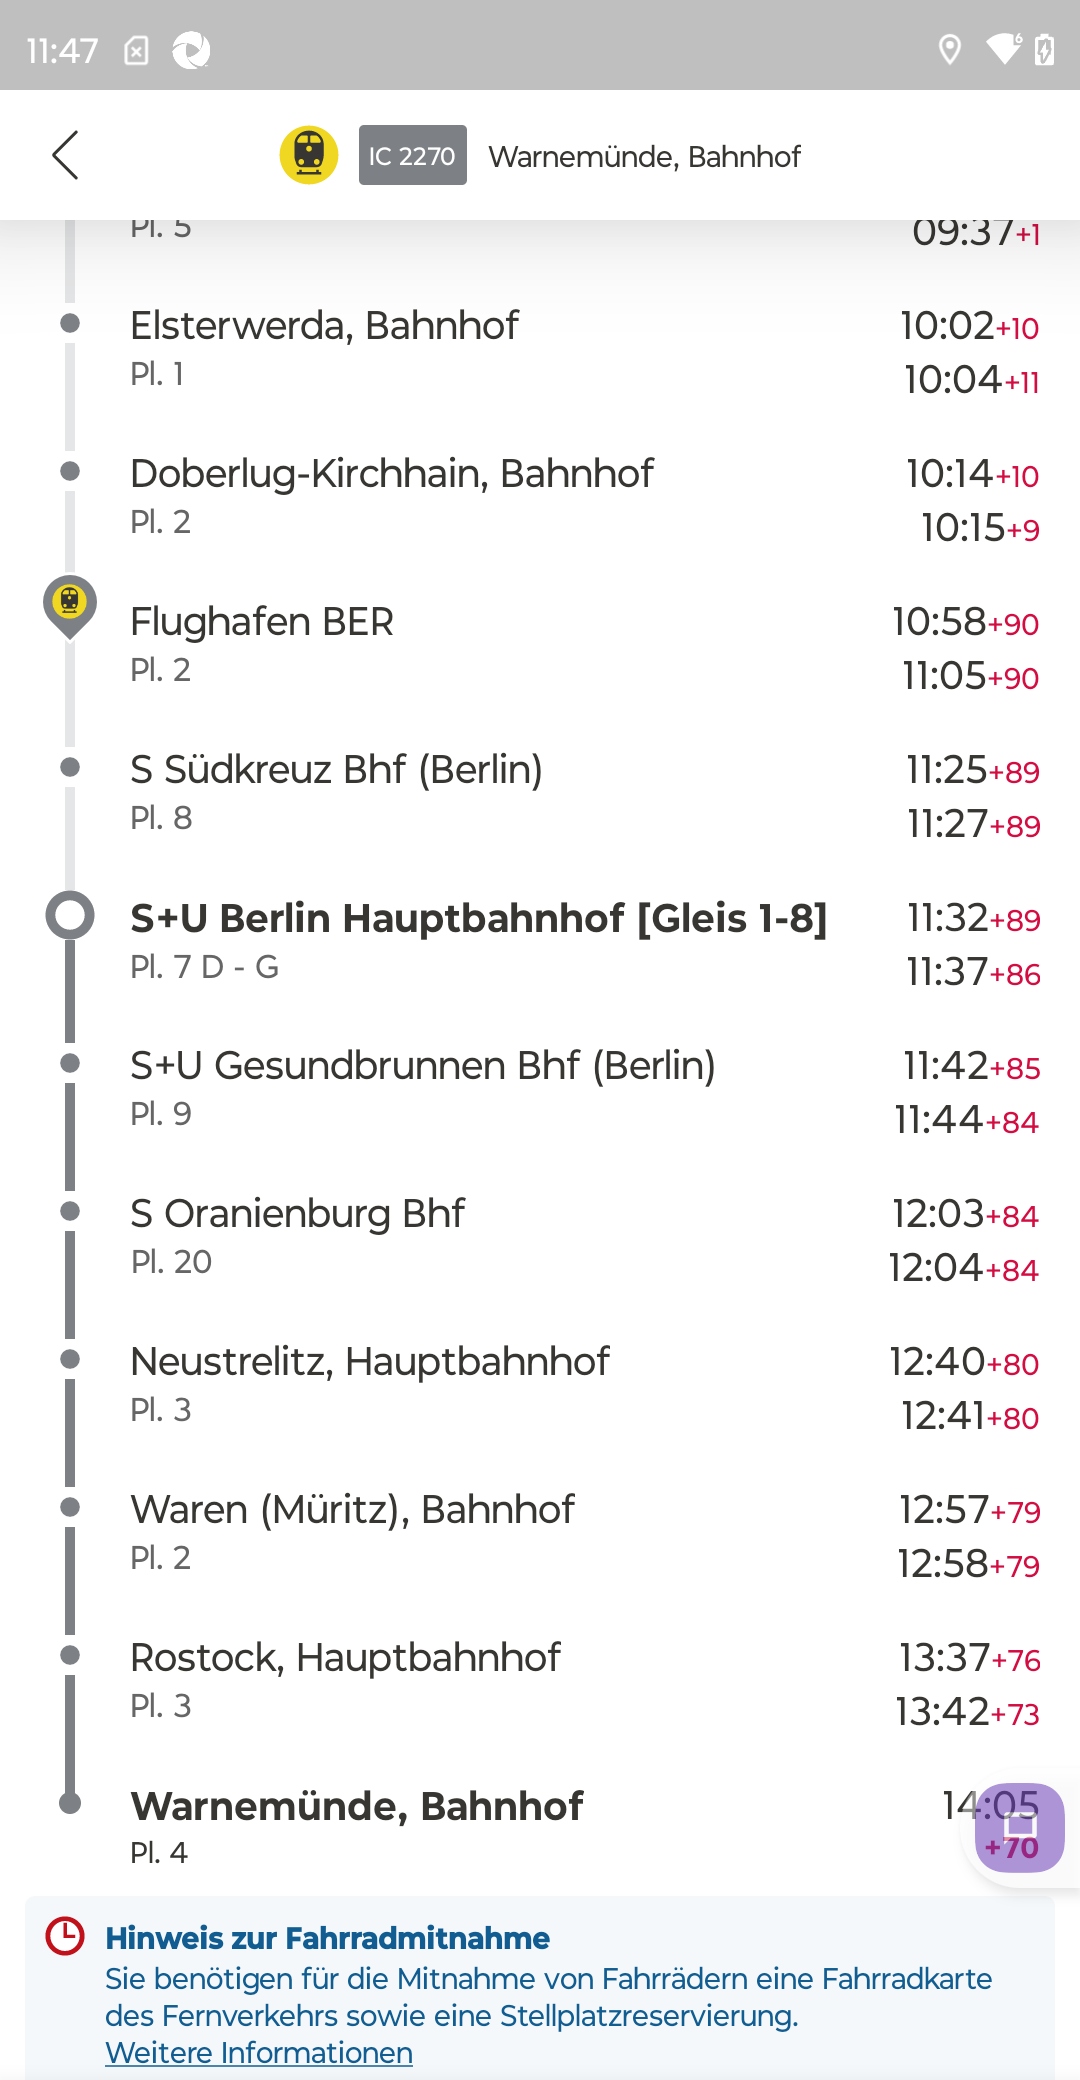 11:47
6
IC 2270
Warnemünde, Bahnhof
Pl. 5
09:37+1
Elsterwerda, Bahnhof
10:02+10
Pl. 1
10:04+11
Doberlug-Kirchhain, Bahnhof
10:14+10
Pl. 2
10:15+9
Flughafen BER
10:58+90
Pl. 2
11:05+90
S Südkreuz Bhf (Berlin)
11:25+89
Pl. 8
11:27+89
S+U Berlin Hauptbahnhof [Gleis 1-8]
11:32+89
Pl. 7 D - G
11:37+86
S+U Gesundbrunnen Bhf (Berlin)
11:42+85
Pl. 9
11:44+84
S Oranienburg Bhf
12:03+84
Pl. 20
12:04+84
Neustrelitz, Hauptbahnhof
12:40+80
Pl. 3
12:41+80
Waren (Müritz), Bahnhof
12:57+79
Pl. 2
12:58+79
Rostock, Hauptbahnhof
13:37+76
Pl. 3
13:42+73
Warnemünde, Bahnhof
14:05
Pl. 4
+70
Hinweis zur Fahrradmitnahme
Sie benötigen für die Mitnahme von Fahrrädern eine Fahrradkarte
des Fernverkehrs sowie eine Stellplatzreservierung.
Weitere Informationen